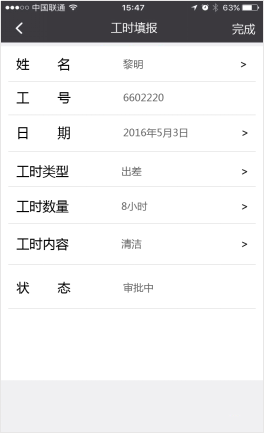 中国联通 15:47 63%
工时填报 完成
姓 名 黎明 >
工 号 6602220
日 期 2016年5月3日 >
工时类型 出差 >
工时数量 8小时 >
工时内容 清洁 >
状 态 审批中